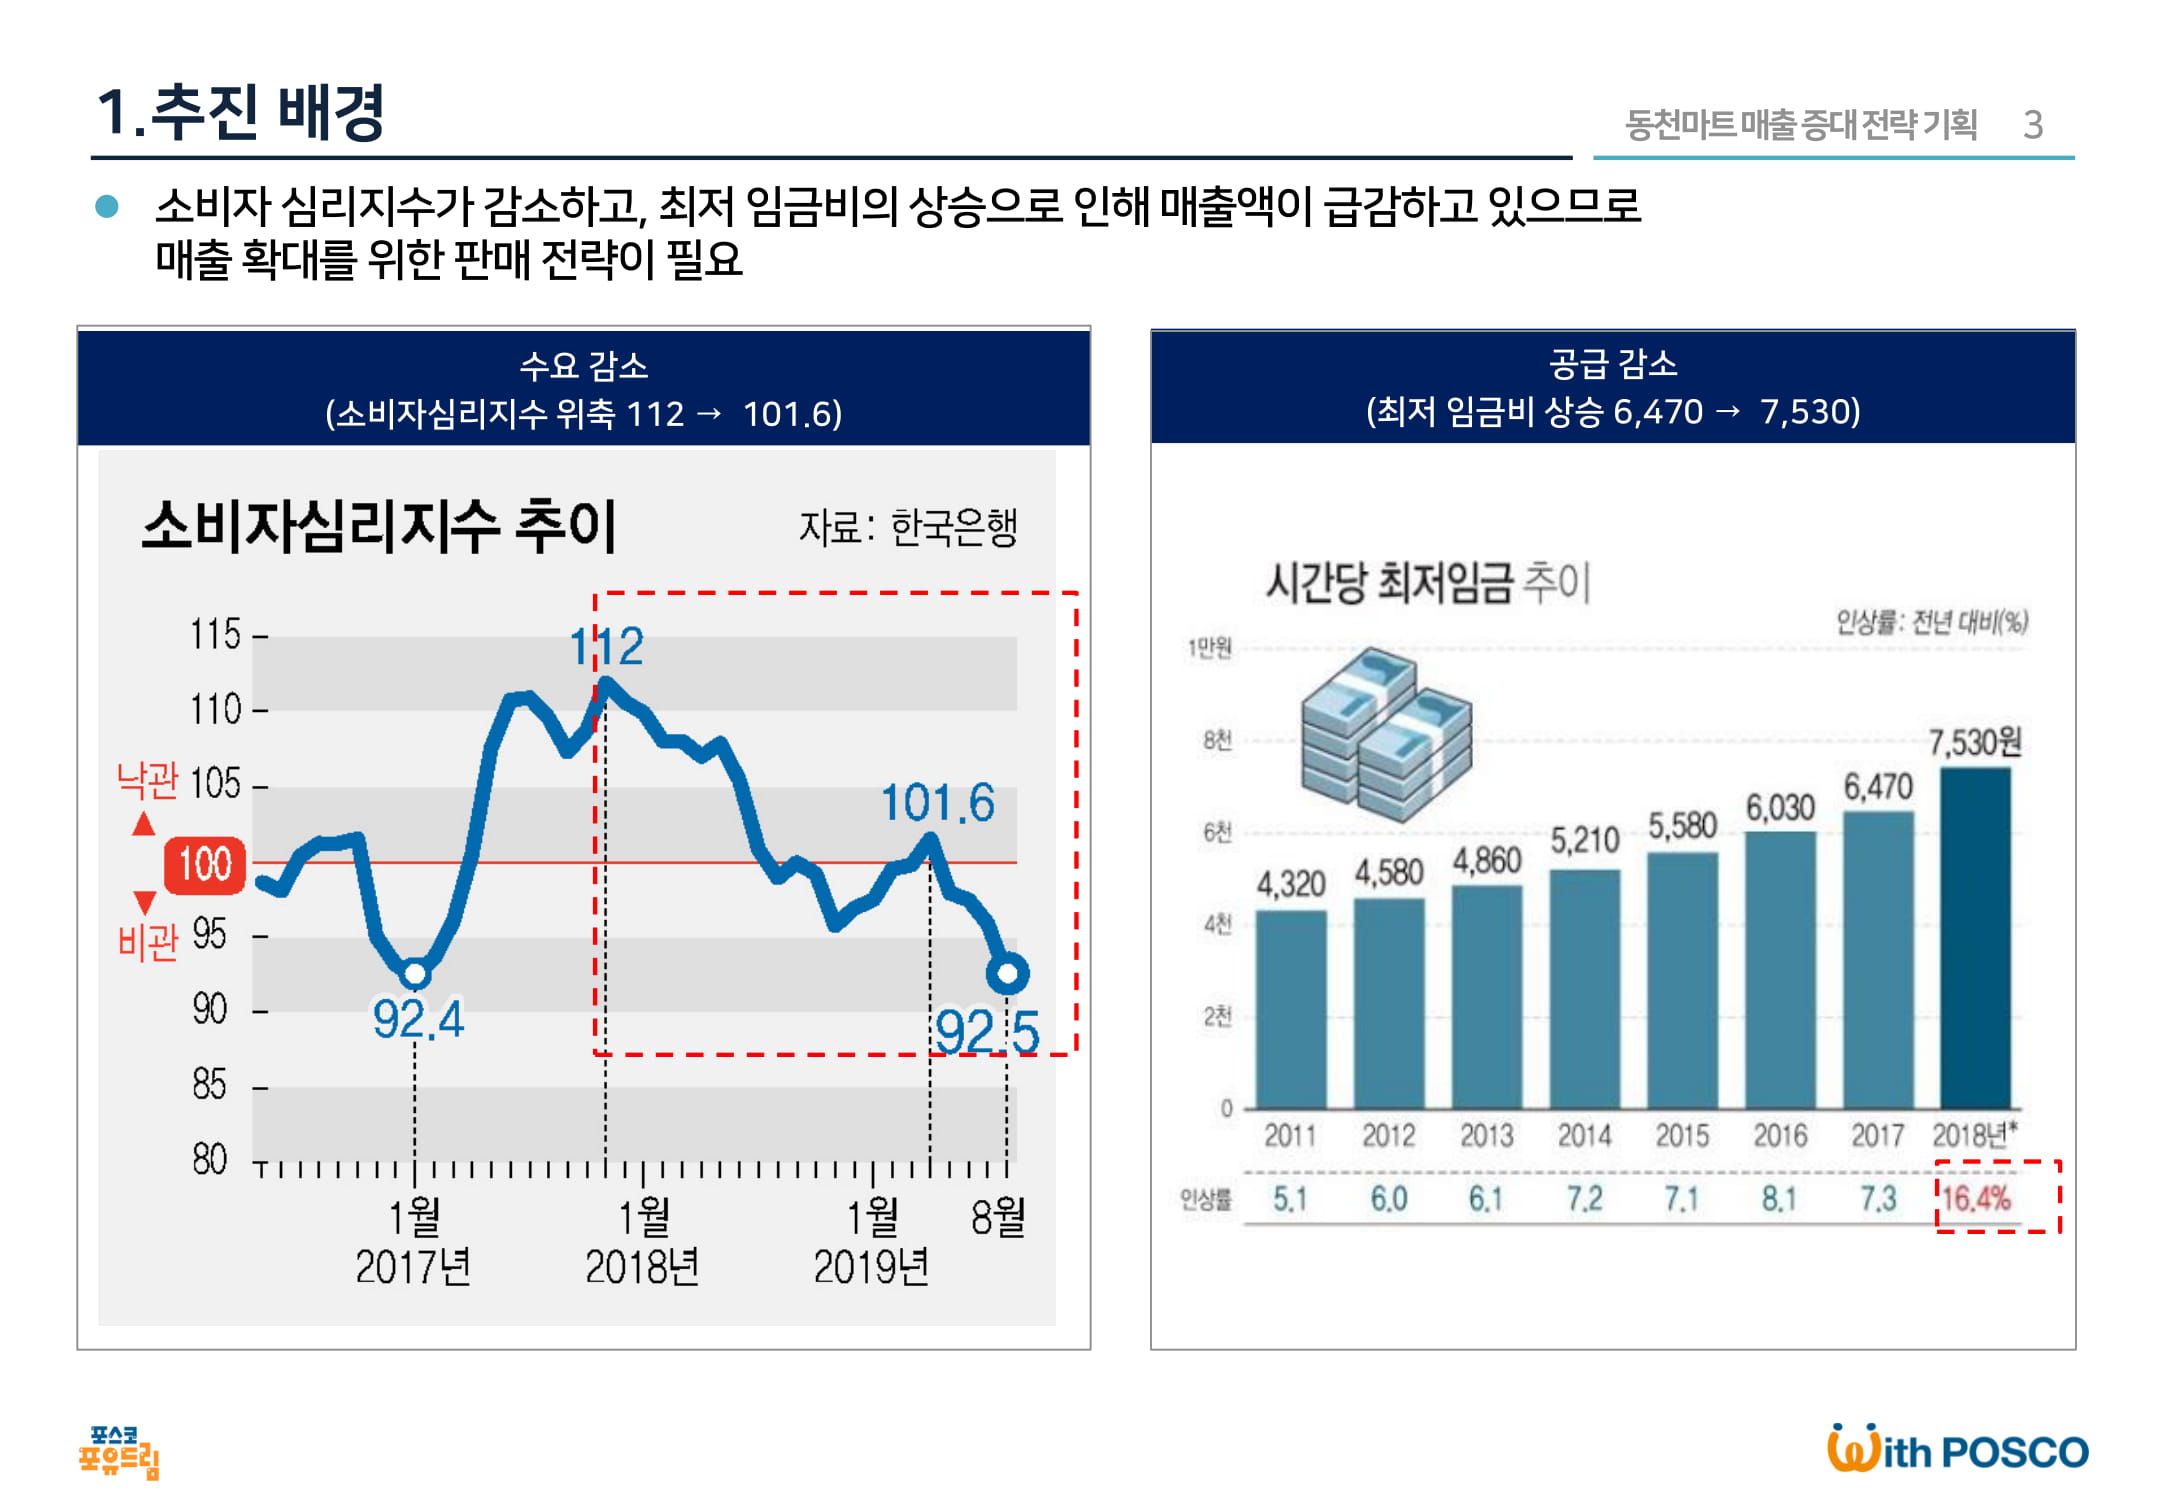 1.추진 배경
동천마트 매출 증대 전략 기획 3
소비자 심리지수가 감소하고, 최저 임금비의 상승으로 인해 매출액이 급감하고 있으므로
매출 확대를 위한 판매 전략이 필요
수요 감소
(소비자심리지수 위축 112 → 101.6)
소비자심리지수 추이
자료: 한국은행
115
110
낙관 105
▲
100
▼
비관 95
90
85
80
112
101.6
92.4
92.5
1월 1월 1월 8월
2017년 2018년 2019년
공급 감소
(최저 임금비 상승 6,470 → 7,530)
시간당 최저임금 추이
인상률: 전년 대비(%)
1만원
8천
6천
4천
2천
0
4,320 4,580 4,860 5,210 5,580 6,030 6,470 7,530원
2011 2012 2013 2014 2015 2016 2017 2018년*
인상률 5.1 6.0 6.1 7.2 7.1 8.1 7.3 16.4%
포스코
포유드림
With POSCO